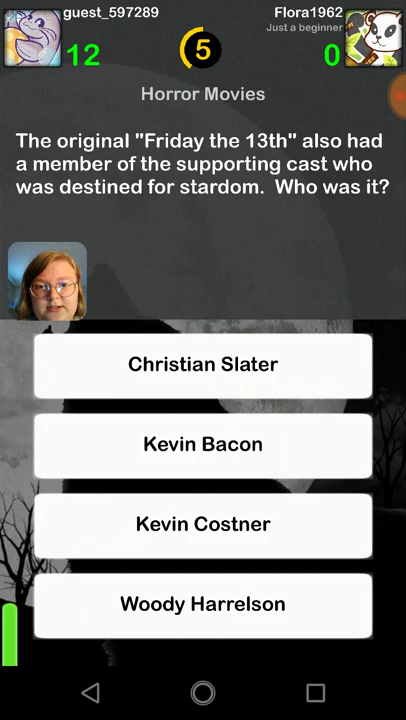 guest_597289
Flora1962
Just a beginner
12
5
0
Horror Movies
The original "Friday the 13th" also had
a member of the supporting cast who
was destined for stardom. Who was it?
Christian Slater
Kevin Bacon
Kevin Costner
Woody Harrelson